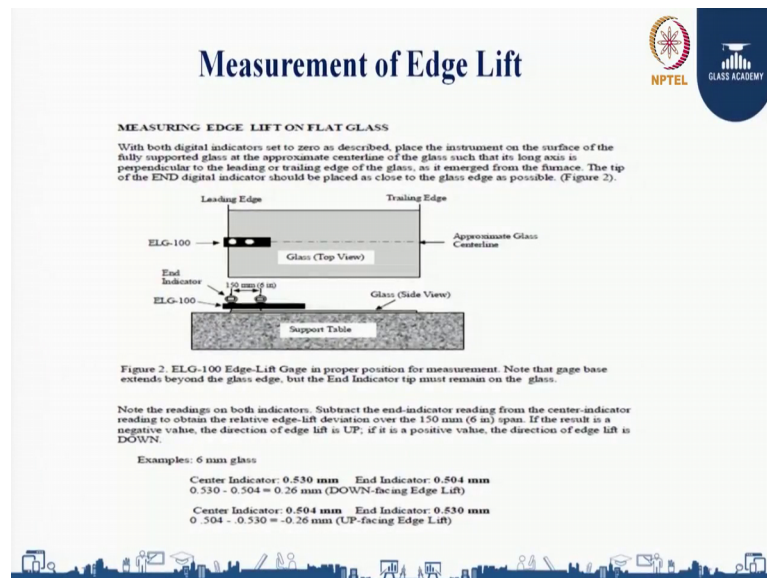 Measurement of Edge Lift
NPTEL
GLASS ACADEMY
MEASURING EDGE LIFT ON FLAT GLASS
With both digital indicators set to zero as described, place the instrument on the surface of the
fully supported glass at the approximate centerline of the glass such that its long axis is
perpendicular to the leading or trailing edge of the glass, as it emerged from the furnace. The tip
of the END digital indicator should be placed as close to the glass edge as possible. (Figure 2).
Leading Edge
Trailing Edge
ELG-100
Approximate Glass
Centerline
Glass (Top View)
End
Indicator
150 mm (6 in)
ELG-100
Glass (Side View)
Support Table
Figure 2. ELG-100 Edge-Lift Gage in proper position for measurement. Note that gage base
extends beyond the glass edge, but the End Indicator tip must remain on the glass.
Note the readings on both indicators. Subtract the end-indicator reading from the center-indicator
reading to obtain the relative edge-lift deviation over the 150 mm (6 in) span. If the result is a
negative value, the direction of edge lift is UP; if it is a positive value, the direction of edge lift is
DOWN.
Examples: 6 mm glass
Center Indicator: 0.530 mm End Indicator: 0.504 mm
0.530 - 0.504 = 0.26 mm (DOWN-facing Edge Lift)
Center Indicator: 0.504 mm End Indicator: 0.530 mm
0 .504 - .0.530 = -0.26 mm (UP-facing Edge Lift)